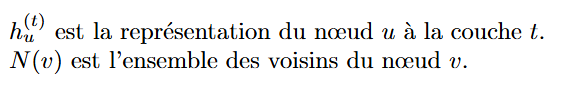 $h_u^{(t)}$ est la représentation du nœud $u$ à la couche $t$.
$N(v)$ est l'ensemble des voisins du nœud $v$.